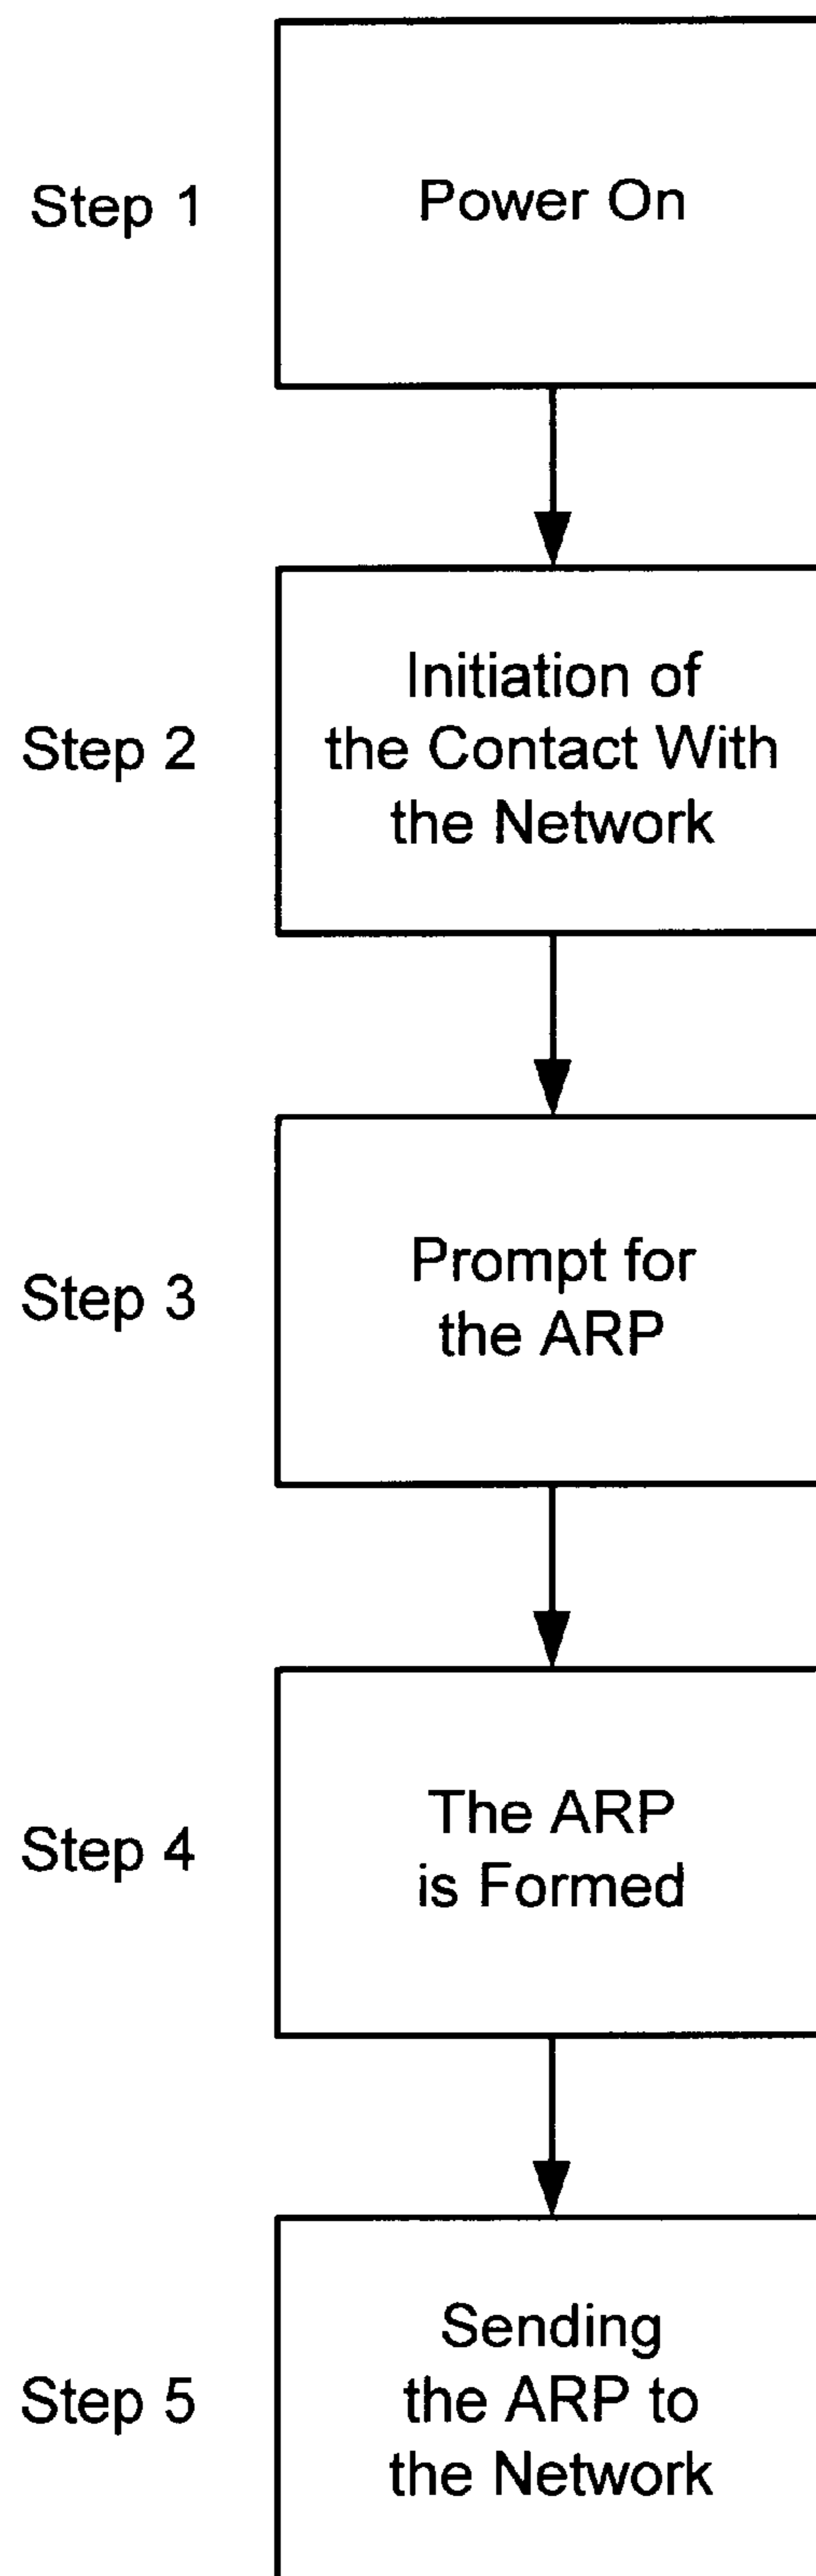 Step 1
Power On
Step 2
Initiation of
the Contact With
the Network
Step 3
Prompt for
the ARP
Step 4
The ARP
is Formed
Step 5
Sending
the ARP to
the Network